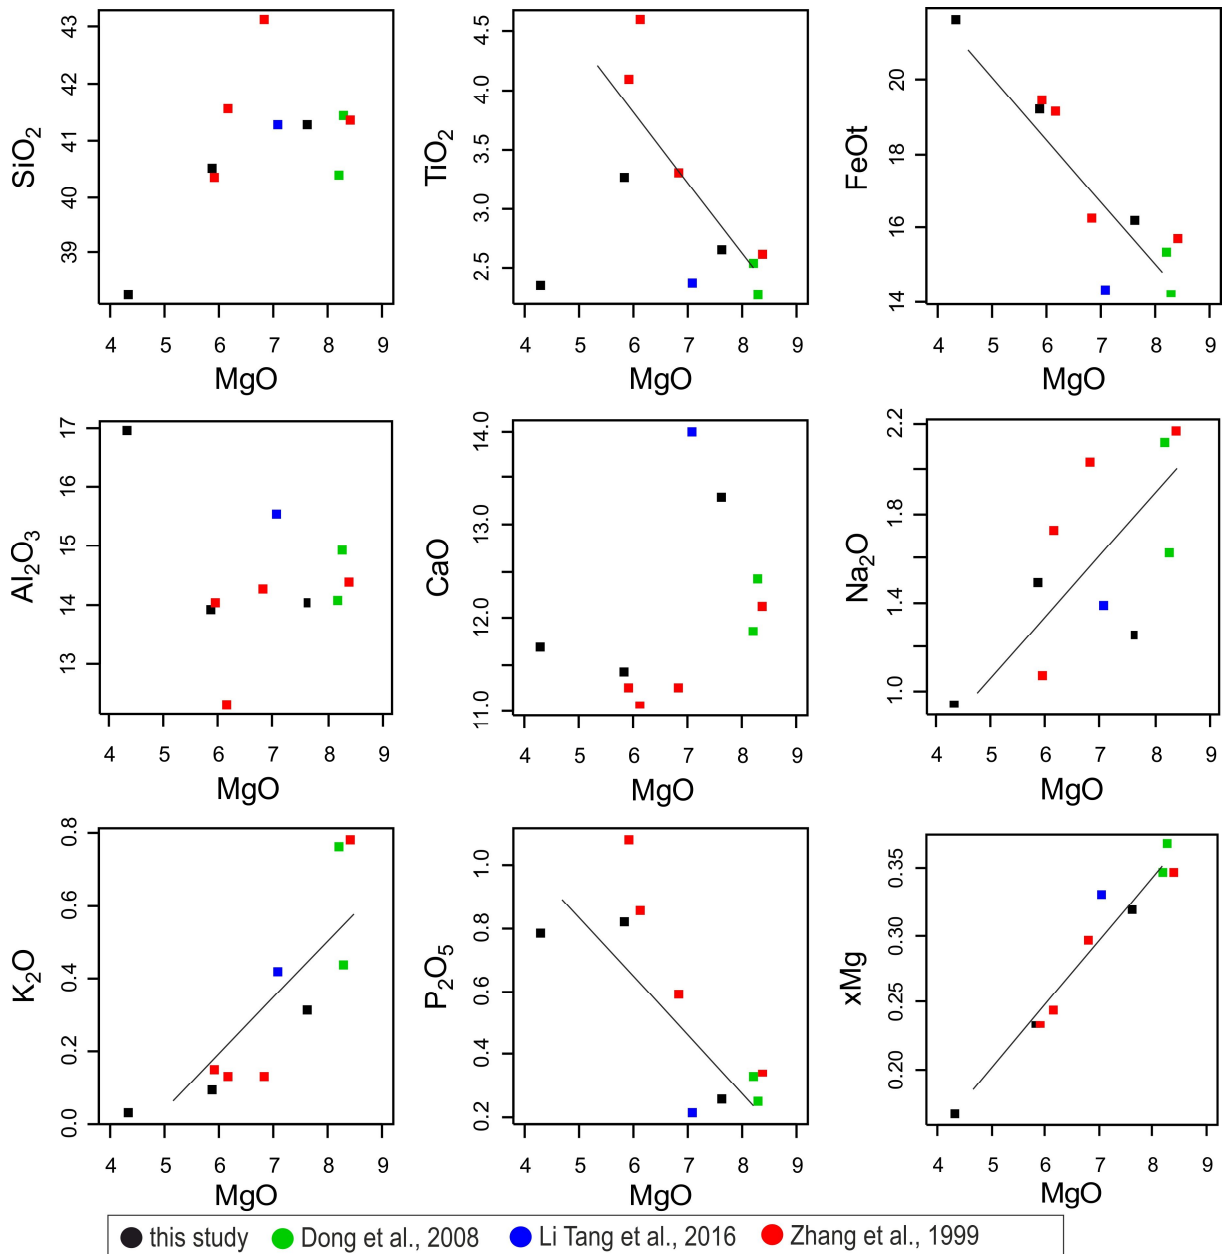 SiO2
43
42
41
40
39
4 5 6 7 8 9
MgO
TiO2
4.5
4.0
3.5
3.0
2.5
4 5 6 7 8 9
MgO
FeOt
20
18
16
14
4 5 6 7 8 9
MgO
Al2O3
17
16
15
14
13
4 5 6 7 8 9
MgO
CaO
14.0
13.0
12.0
11.0
4 5 6 7 8 9
MgO
Na2O
2.2
1.8
1.4
1.0
4 5 6 7 8 9
MgO
K2O
0.8
0.6
0.4
0.2
0.0
4 5 6 7 8 9
MgO
P2O5
1.0
0.8
0.6
0.4
0.2
4 5 6 7 8 9
MgO
xMg
0.35
0.30
0.25
0.20
4 5 6 7 8 9
MgO
this study Dong et al., 2008 Li Tang et al., 2016 Zhang et al., 1999